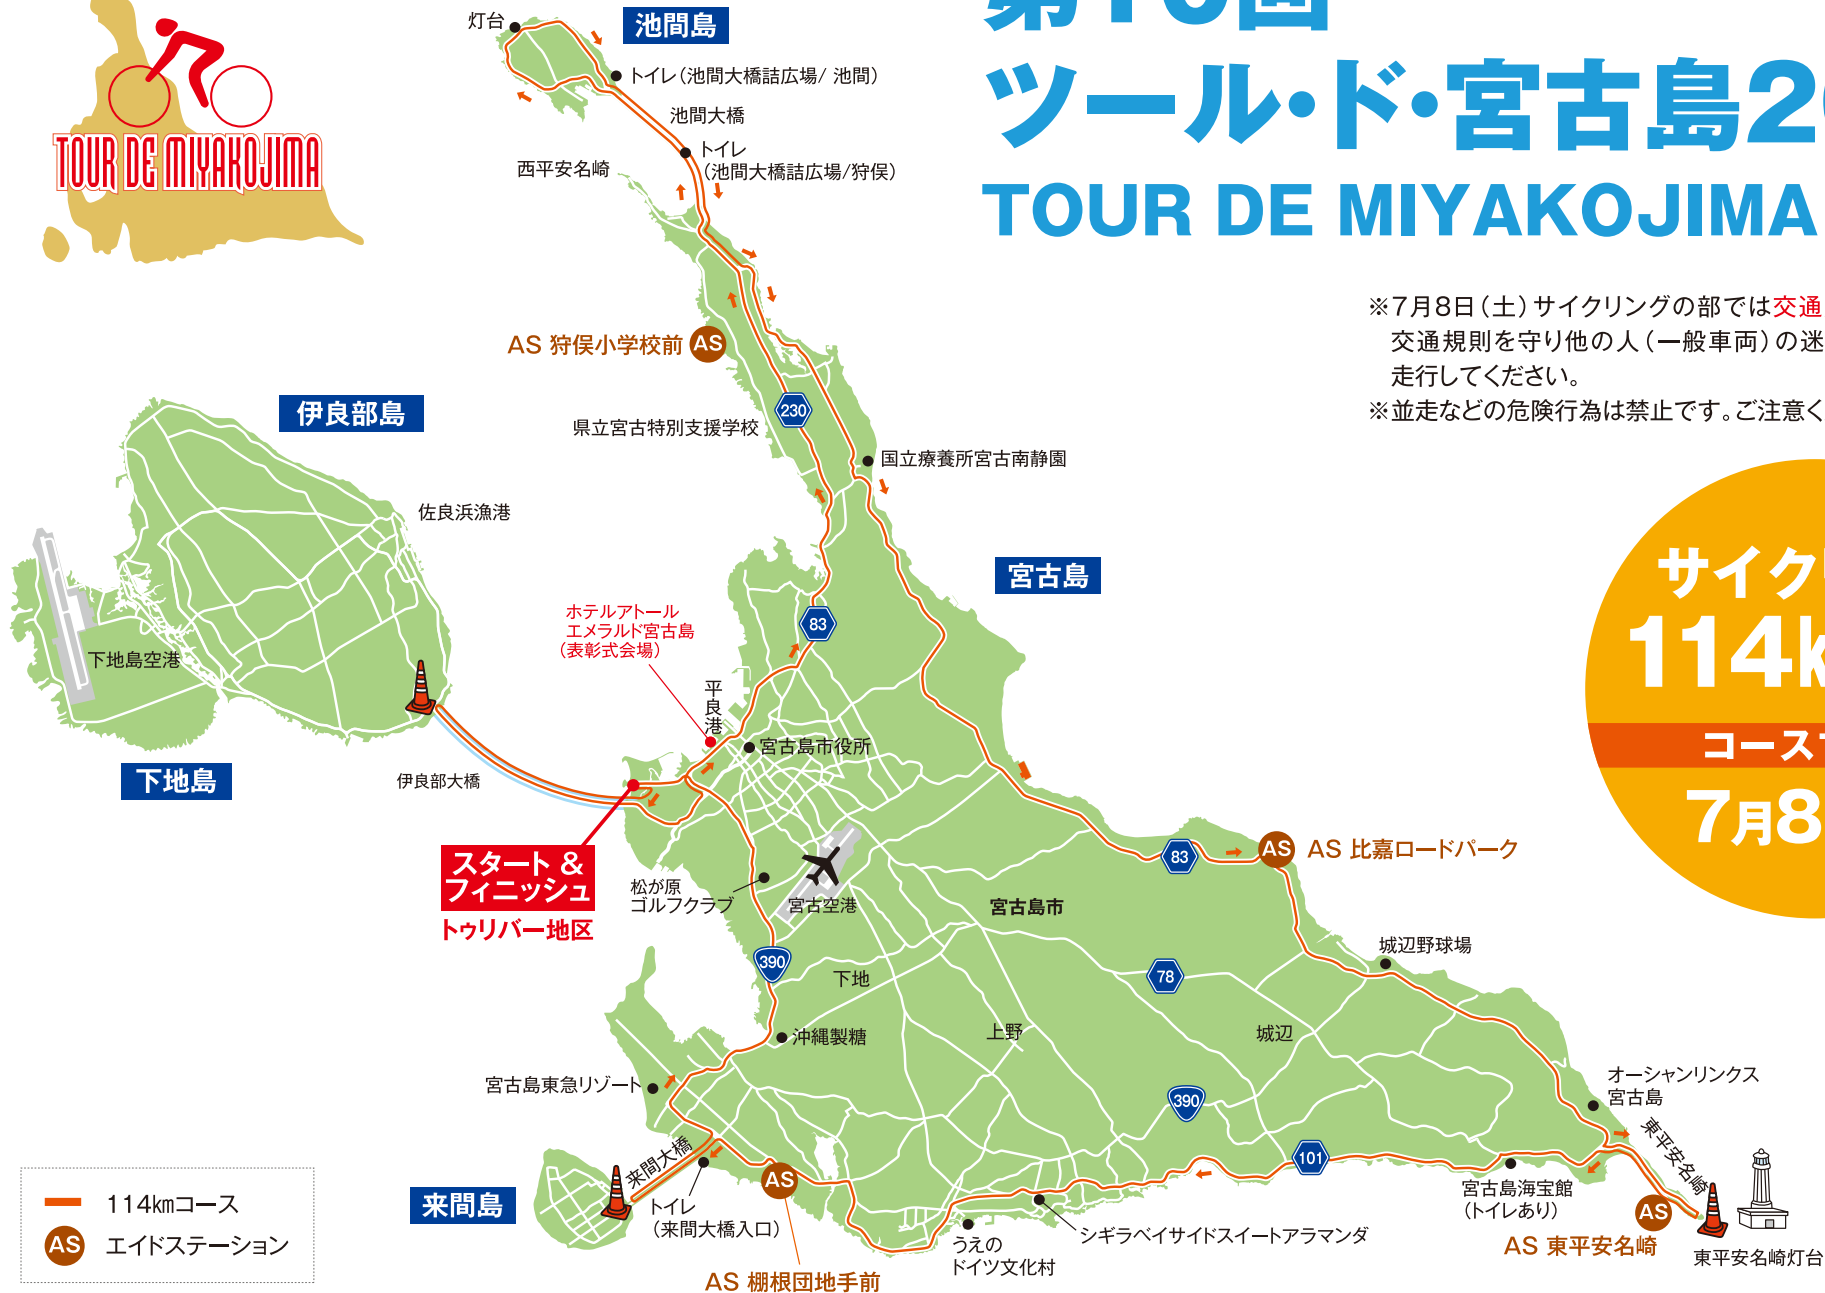 TOUR DE MIYAKOJIMA
灯台
池間島
トイレ(池間大橋詰広場/ 池間)
池間大橋
トイレ
(池間大橋詰広場/狩俣)
西平安名崎
ツール・ド・宮古島2
TOUR DE MIYAKOJIMA
※7月8日(土)サイクリングの部では交通
交通規則を守り他の人(一般車両)の迷
走行してください。
※並走などの危険行為は禁止です。ご注意く
AS 狩俣小学校前 AS
伊良部島
230
県立宮古特別支援学校
国立療養所宮古南静園
佐良浜漁港
宮古島
サイク
114k
コース
7月8
ホテルアトール
エメラルド宮古島
(表彰式会場)
83
下地島空港
平良港
宮古島市役所
下地島
伊良部大橋
スタート &
フィニッシュ
トゥリバー地区
松が原
ゴルフクラブ
宮古空港
83
AS AS 比嘉ロードパーク
宮古島市
城辺野球場
390
下地
78
沖縄製糖
上野
城辺
宮古島東急リゾート
オーシャンリンクス
宮古島
390
東平安名崎
来間大橋
101
来間島
トイレ
(来間大橋入口)
AS
AS 棚根団地手前
うえの
ドイツ文化村
シギラベイサイドスイートアラマンダ
宮古島海宝館
(トイレあり)
AS
AS 東平安名崎
東平安名崎灯台
114kmコース
AS エイドステーション